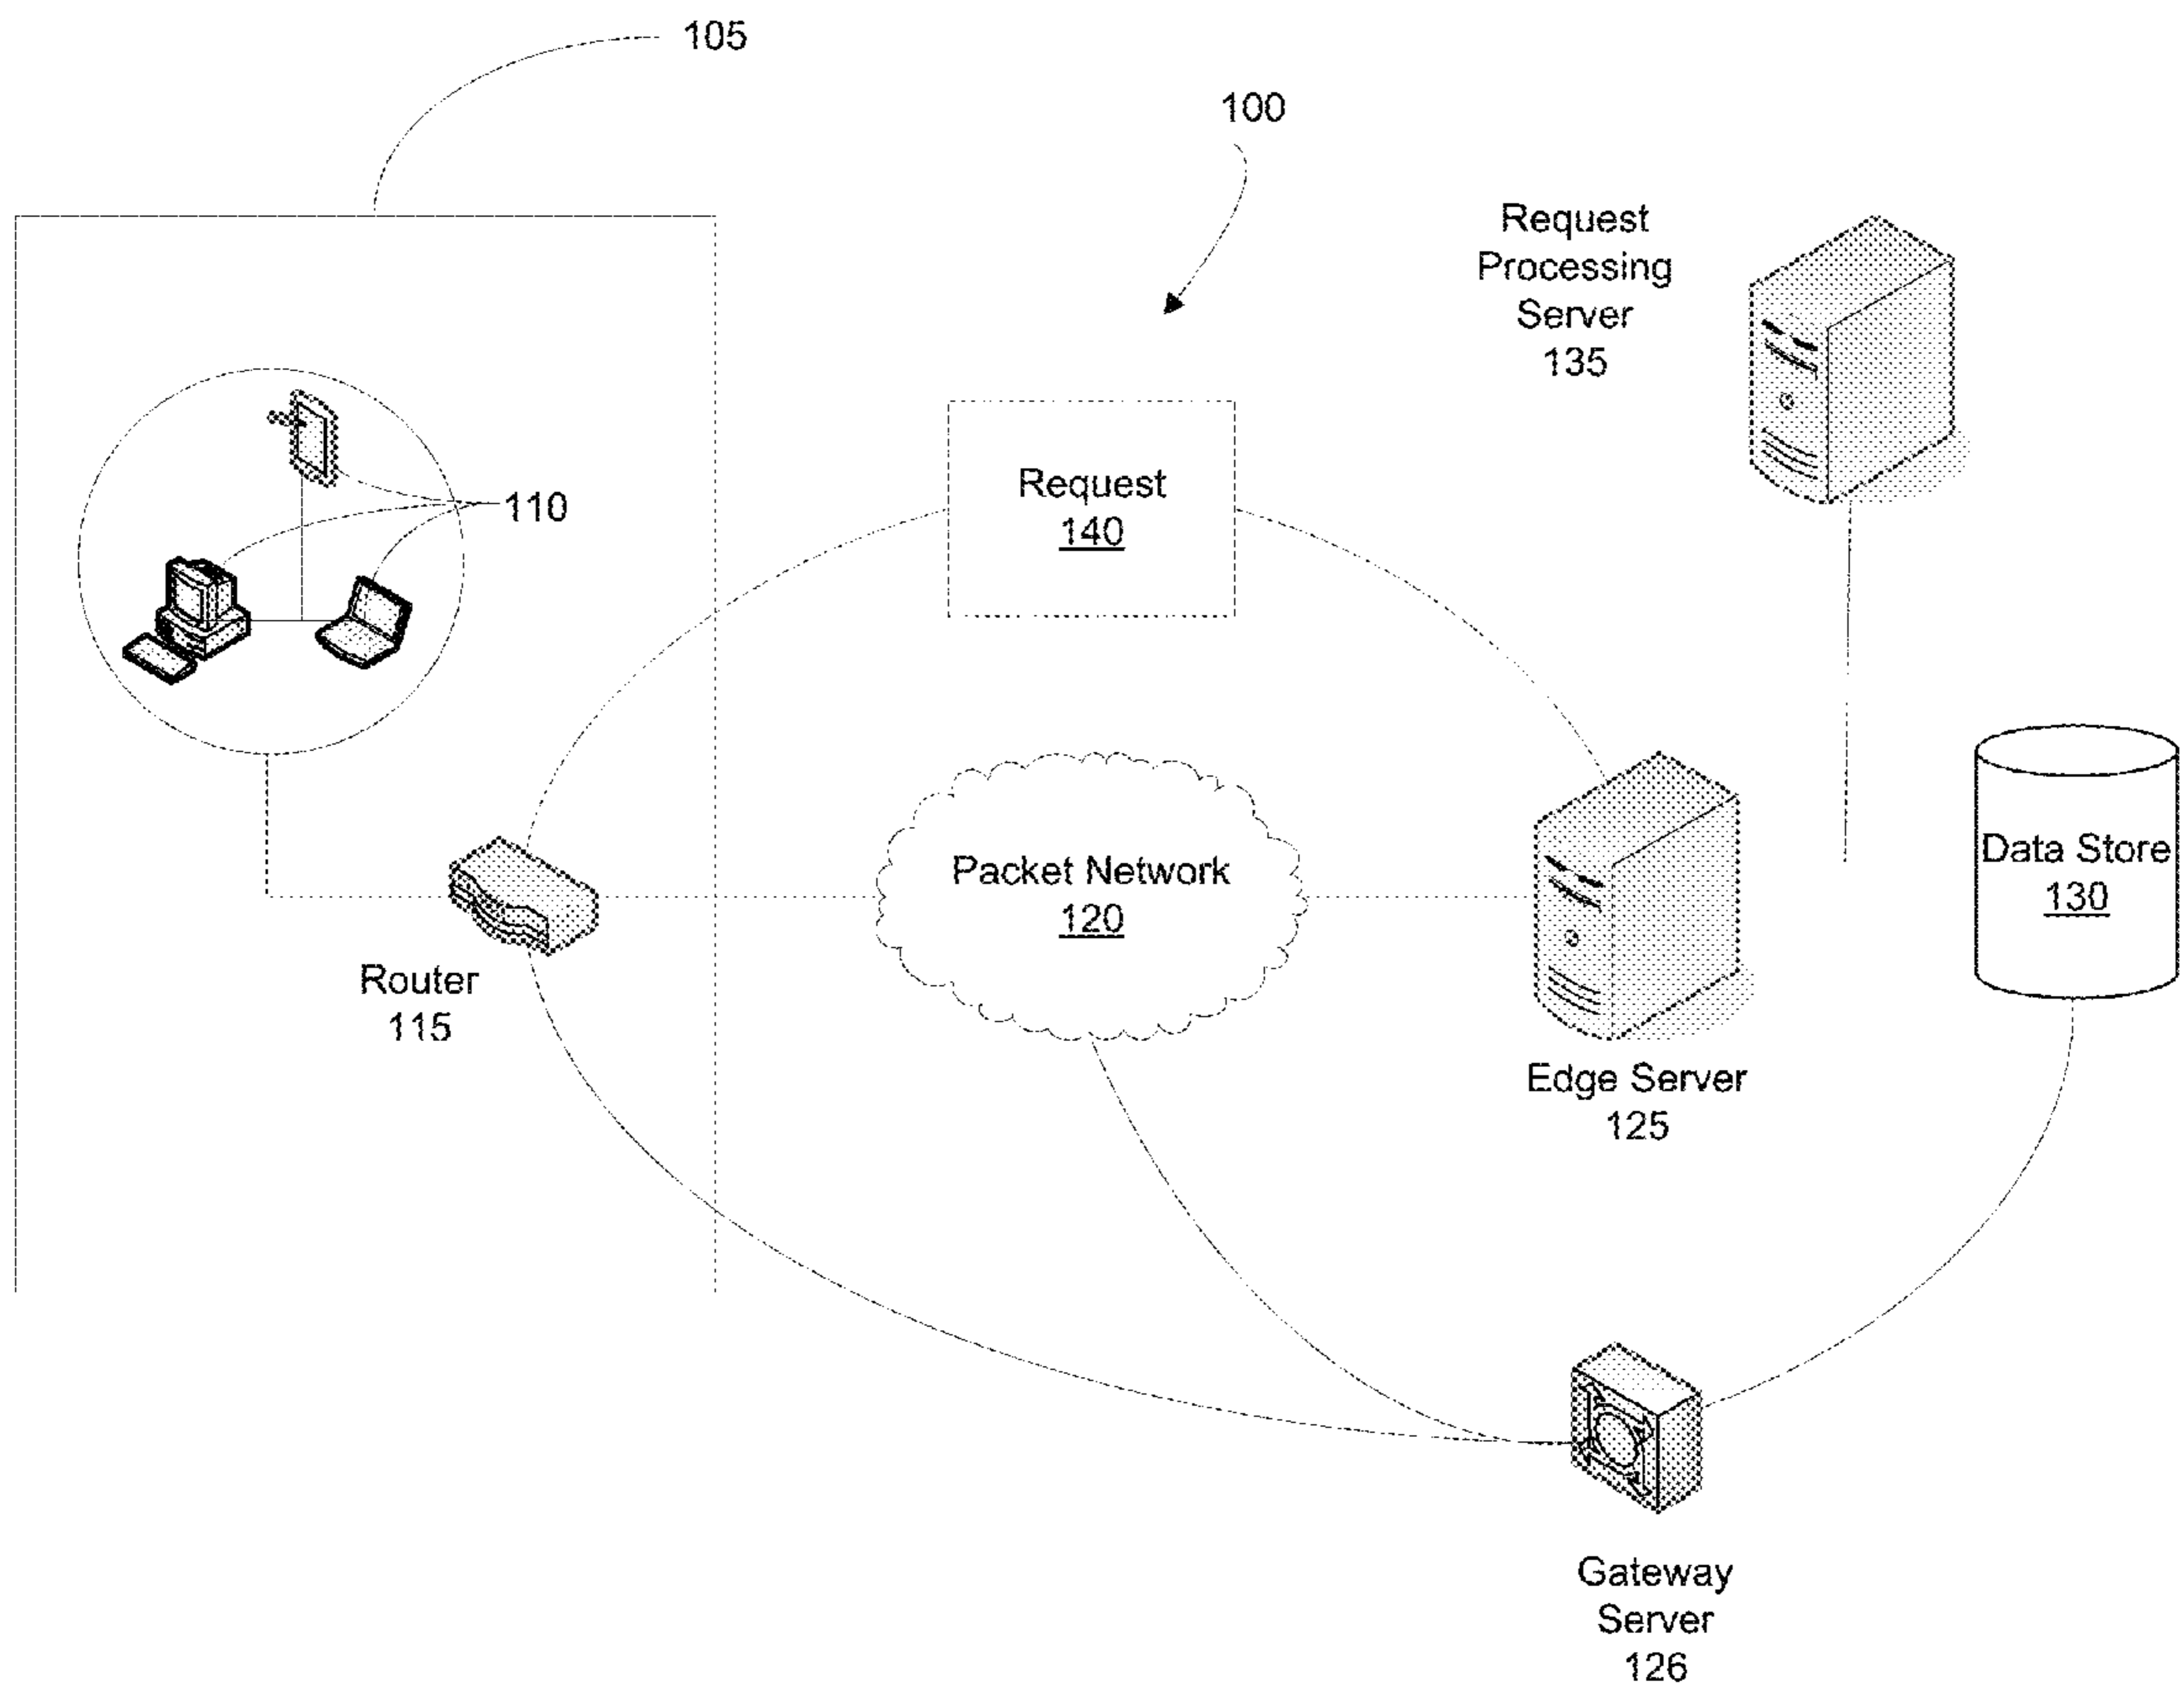 105
100
Request
Processing
Server
135
Request
140
110
Packet Network
120
Data Store
130
Router
115
Edge Server
125
Gateway
Server
126